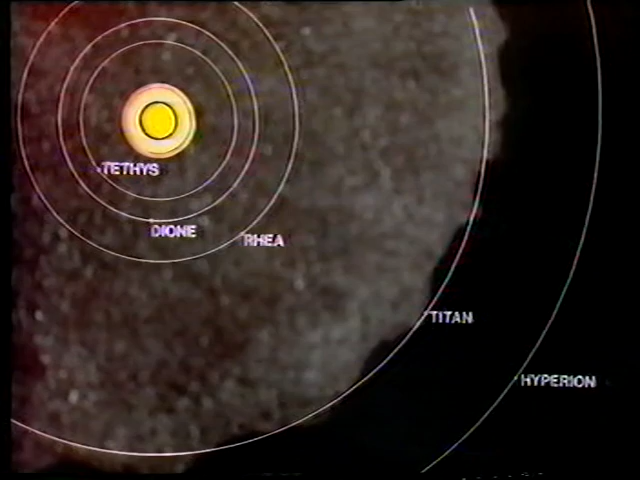 TETHYS
DIONE
RHEA
TITAN
HYPERION